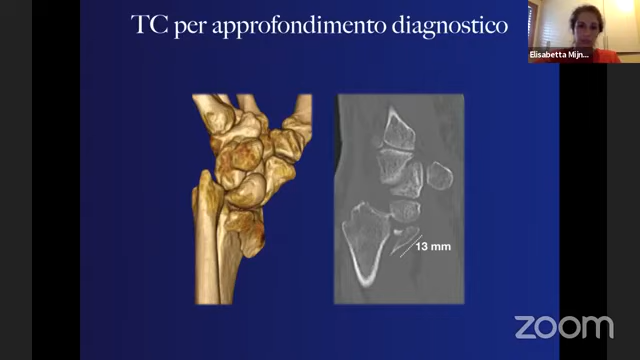 TC per approfondimento diagnostico
Elisabetta Mijn...
13 mm
zoom